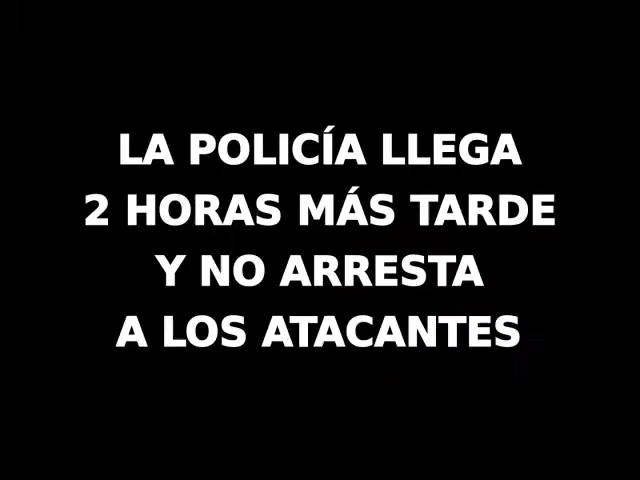 LA POLICÍA LLEGA
2 HORAS MÁS TARDE
Y NO ARRESTA
A LOS ATACANTES